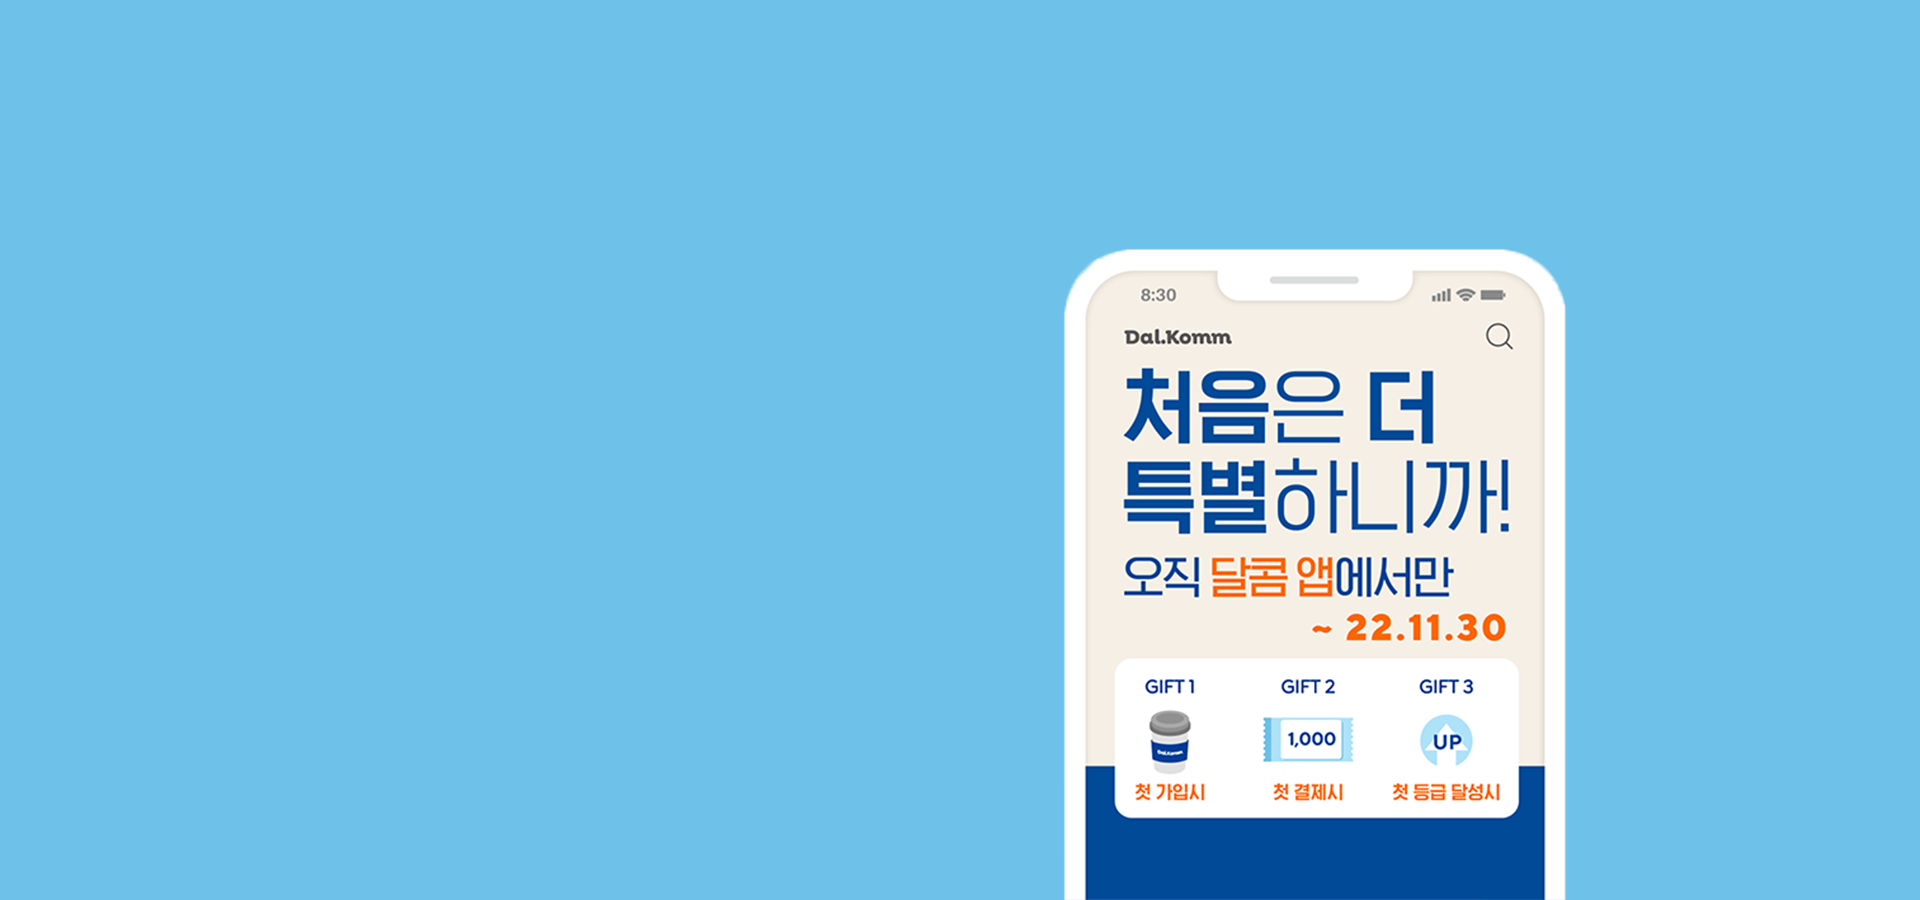 8:30
Dal.Komm
처음은 더
특별하니까!
오직 달콤 앱에서만
~ 22.11.30
GIFT 1 GIFT 2 GIFT 3
Dal.Komm 1,000 UP
첫 가입시 첫 결제시 첫 등급 달성시